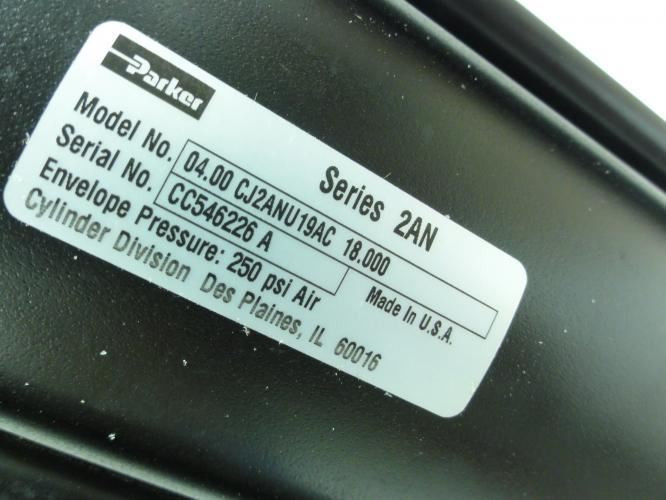 Parker
Series 2AN
Model No. 04.00 CJ2ANU19AC 18.000
Serial No. CC546226 A
Envelope Pressure: 250 psi Air Made In U.S.A.
Cylinder Division Des Plaines, IL 60016